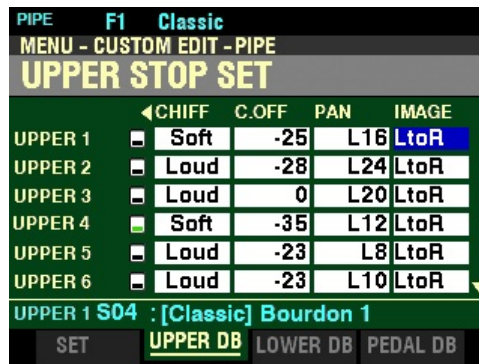 PIPE F1 Classic
MENU - CUSTOM EDIT - PIPE
UPPER STOP SET
CHIFF C.OFF PAN IMAGE
UPPER 1 Soft -25 L16 LtoR
UPPER 2 Loud -28 L24 LtoR
UPPER 3 Loud 0 L20 LtoR
UPPER 4 Soft -35 L12 LtoR
UPPER 5 Loud -23 L8 LtoR
UPPER 6 Loud -23 L10 LtoR
UPPER 1 S04 : [Classic] Bourdon 1
SET UPPER DB LOWER DB PEDAL DB